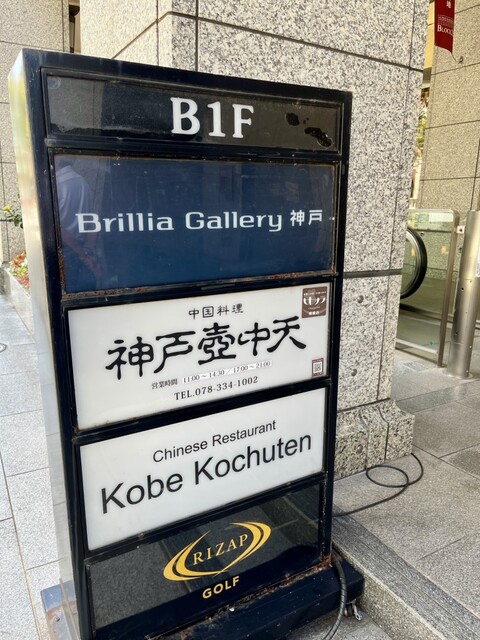 B1F
Brillia Gallery 神戸
中国料理
神戸壺中天
営業時間 11:00～14:30／17:00～21:00
TEL.078-334-1002
Chinese Restaurant
Kobe Kochuten
RIZAP
GOLF